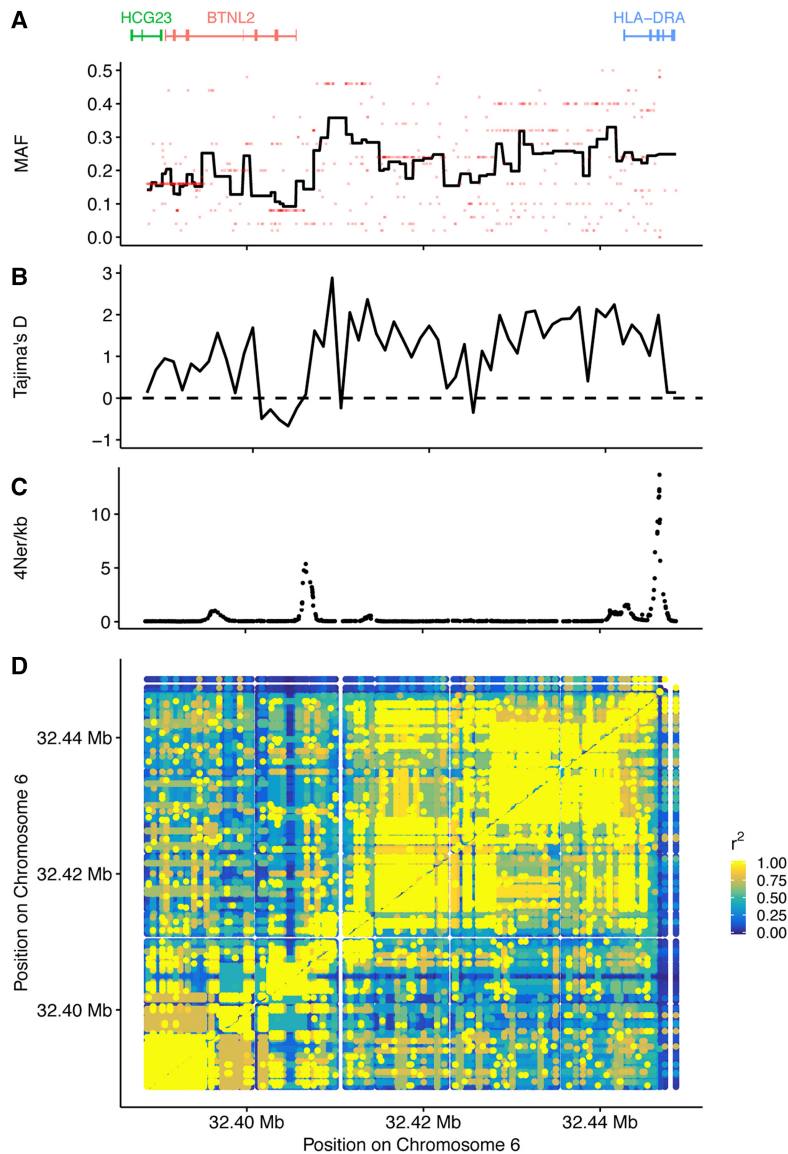 A
HCG23 BTNL2 HLA−DRA
MAF
0.5
0.4
0.3
0.2
0.1
0.0
B
Tajima's D
3
2
1
0
−1
C
4Ner/kb
10
5
0
D
Position on Chromosome 6
32.44 Mb
32.42 Mb
32.40 Mb
r2
1.00
0.75
0.50
0.25
0.00
32.40 Mb 32.42 Mb 32.44 Mb
Position on Chromosome 6